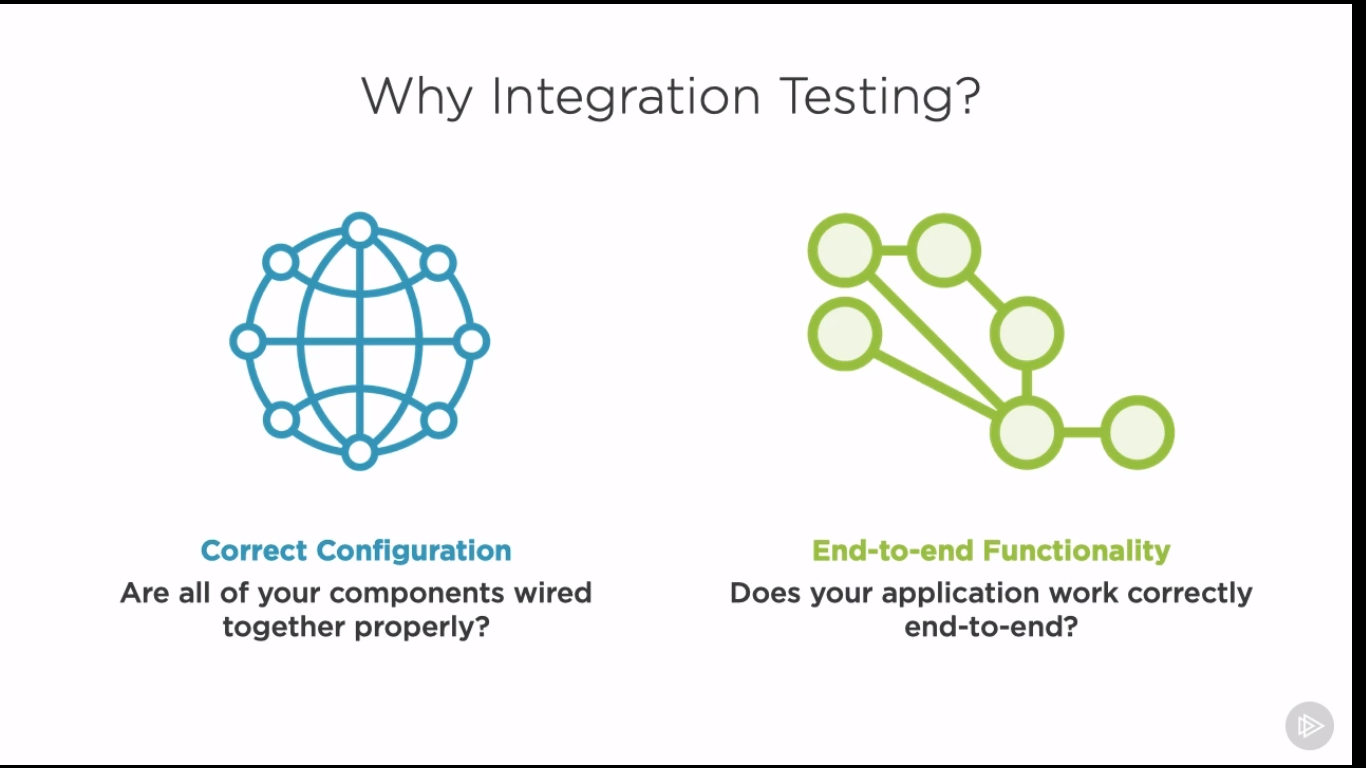 Why Integration Testing?
Correct Configuration
Are all of your components wired
together properly?
End-to-end Functionality
Does your application work correctly
end-to-end?